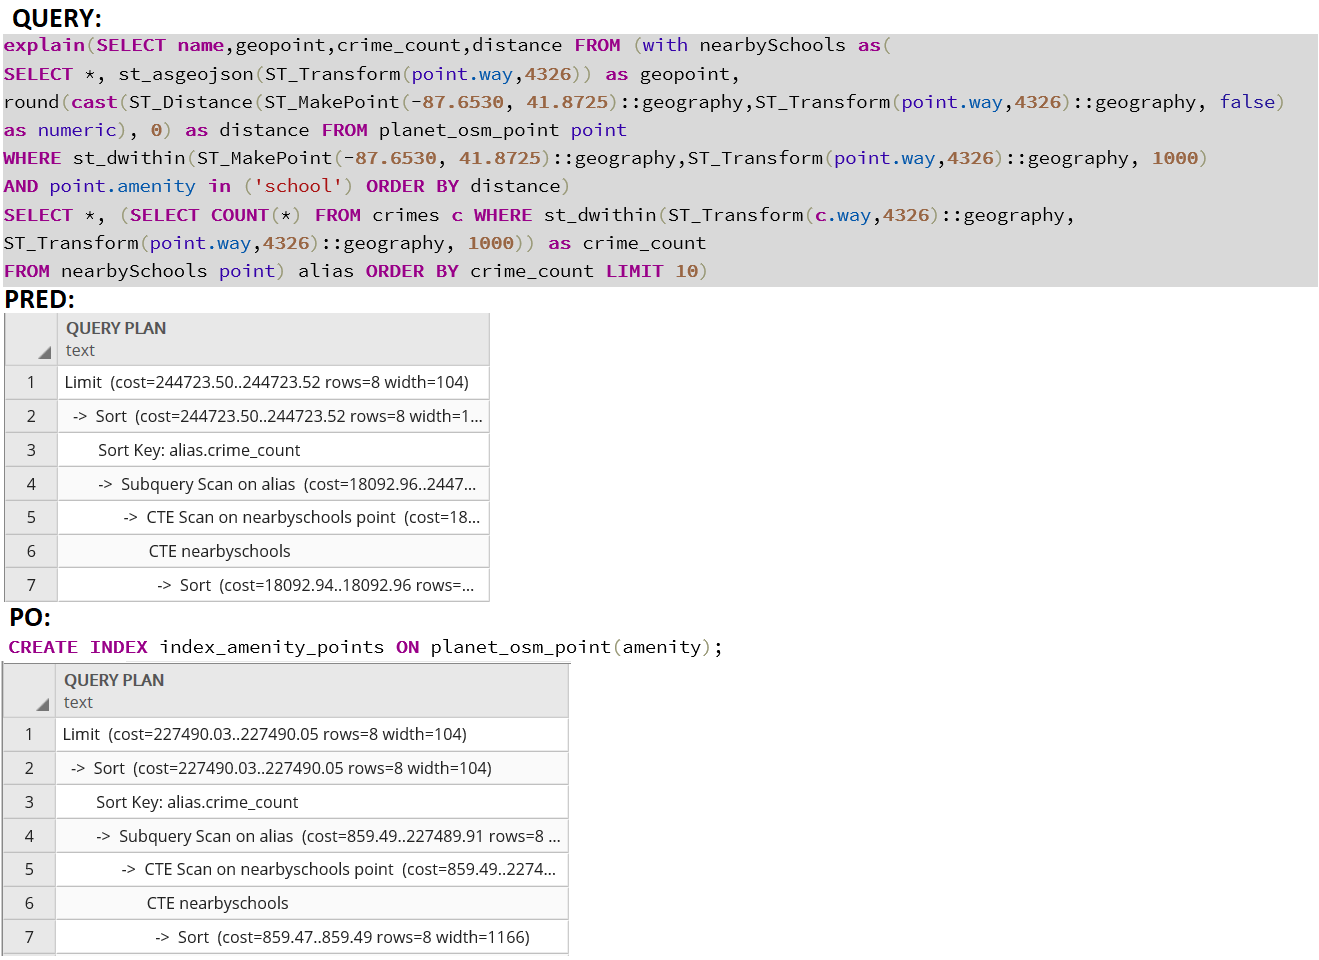 QUERY:
explain(SELECT name,geopoint,crime_count,distance FROM (with nearbySchools as(
SELECT *, st_asgeojson(ST_Transform(point.way,4326)) as geopoint,
round(cast(ST_Distance(ST_MakePoint(-87.6530, 41.8725)::geography,ST_Transform(point.way,4326)::geography, false)
as numeric), 0) as distance FROM planet_osm_point point
WHERE st_dwithin(ST_MakePoint(-87.6530, 41.8725)::geography,ST_Transform(point.way,4326)::geography, 1000)
AND point.amenity in ('school') ORDER BY distance)
SELECT *, (SELECT COUNT(*) FROM crimes c WHERE st_dwithin(ST_Transform(c.way,4326)::geography,
ST_Transform(point.way,4326)::geography, 1000)) as crime_count
FROM nearbySchools point) alias ORDER BY crime_count LIMIT 10)
PRED:
QUERY PLAN
text
1 Limit (cost=244723.50..244723.52 rows=8 width=104)
2 -> Sort (cost=244723.50..244723.52 rows=8 width=1...
3 Sort Key: alias.crime_count
4 -> Subquery Scan on alias (cost=18092.96..2447...
5 -> CTE Scan on nearbyschools point (cost=18...
6 CTE nearbyschools
7 -> Sort (cost=18092.94..18092.96 rows=...
PO:
CREATE INDEX index_amenity_points ON planet_osm_point(amenity);
QUERY PLAN
text
1 Limit (cost=227490.03..227490.05 rows=8 width=104)
2 -> Sort (cost=227490.03..227490.05 rows=8 width=104)
3 Sort Key: alias.crime_count
4 -> Subquery Scan on alias (cost=859.49..227489.91 rows=8 ...
5 -> CTE Scan on nearbyschools point (cost=859.49..2274...
6 CTE nearbyschools
7 -> Sort (cost=859.47..859.49 rows=8 width=1166)